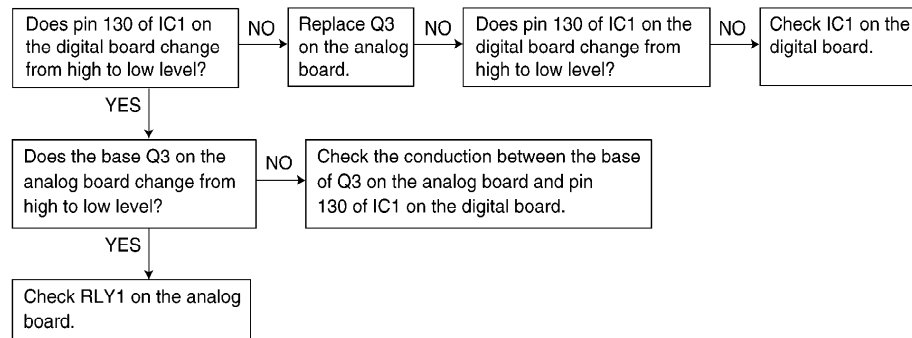 Does pin 130 of IC1 on
the digital board change
from high to low level?
NO
Replace Q3
on the analog
board.
NO
Does pin 130 of IC1 on the
digital board change from
high to low level?
NO
Check IC1 on the
digital board.
YES
Does the base Q3 on the
analog board change from
high to low level?
NO
Check the conduction between the base
of Q3 on the analog board and pin
130 of IC1 on the digital board.
YES
Check RLY1 on the analog
board.